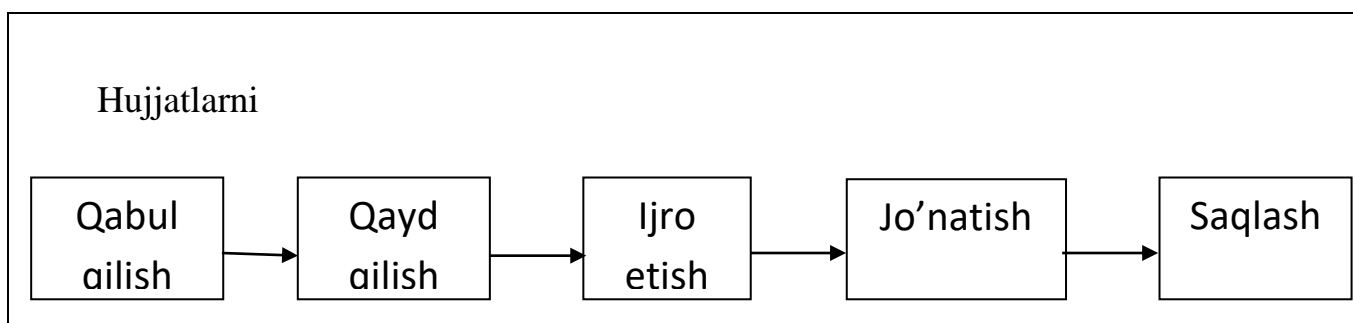 Hujjatlarni
Qabul
qilish
Qayd
qilish
Ijro
etish
Jo’natish
Saqlash